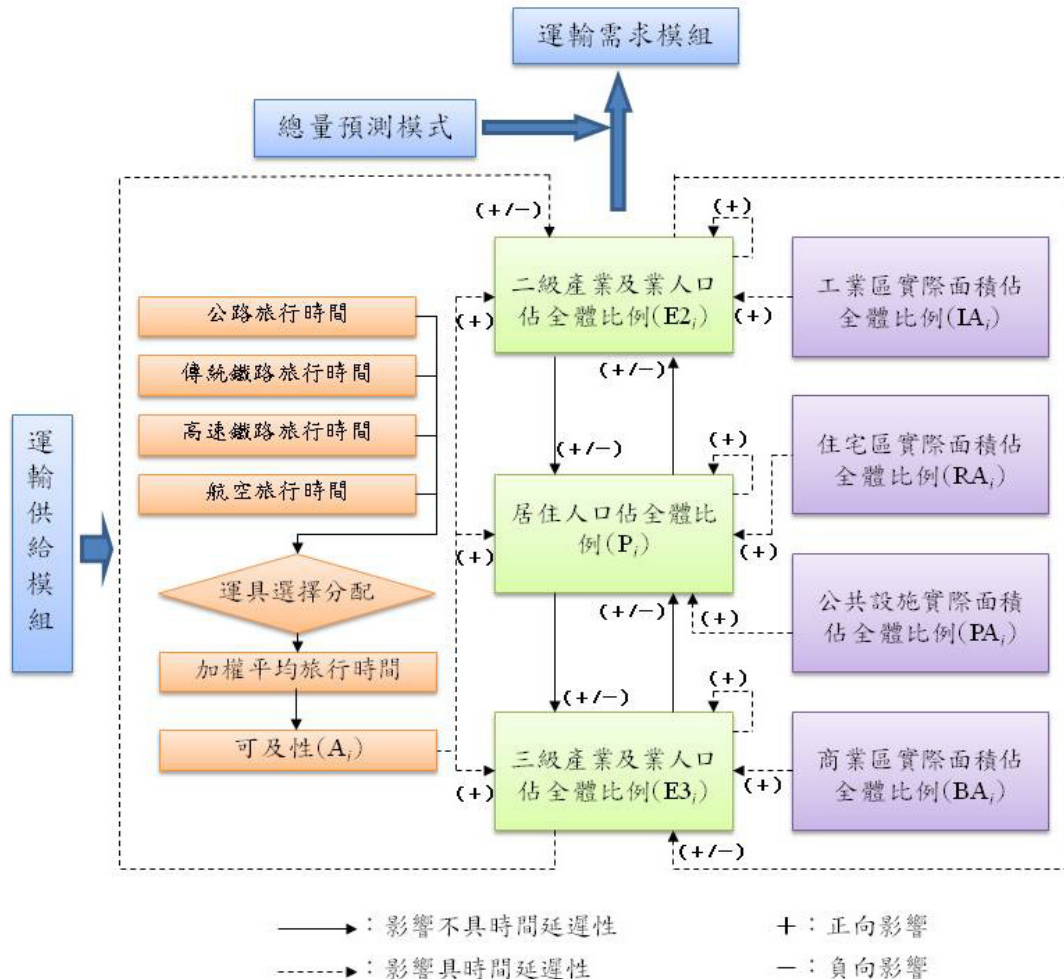 運輸需求模組
總量預測模式
(+/−)
(+)
二級產業及業人口
佔全體比例(E2i)
工業區實際面積佔
全體比例(IAi)
(+)
(+)
公路旅行時間
傳統鐵路旅行時間
高速鐵路旅行時間
航空旅行時間
運
輸
供
給
模
組
(+/−)
(+/−)
(+)
居住人口佔全體比
例(Pi)
住宅區實際面積佔
全體比例(RAi)
(+)
(+)
運具選擇分配
公共設施實際面積
佔全體比例(PAi)
(+)
(+/−)
加權平均旅行時間
(+/−)
(+)
可及性(Ai)
三級產業及業人口
佔全體比例(E3i)
商業區實際面積佔
全體比例(BAi)
(+)
(+)
(+/−)
：影響不具時間延遲性
+：正向影響
：影響具時間延遲性
−：負向影響